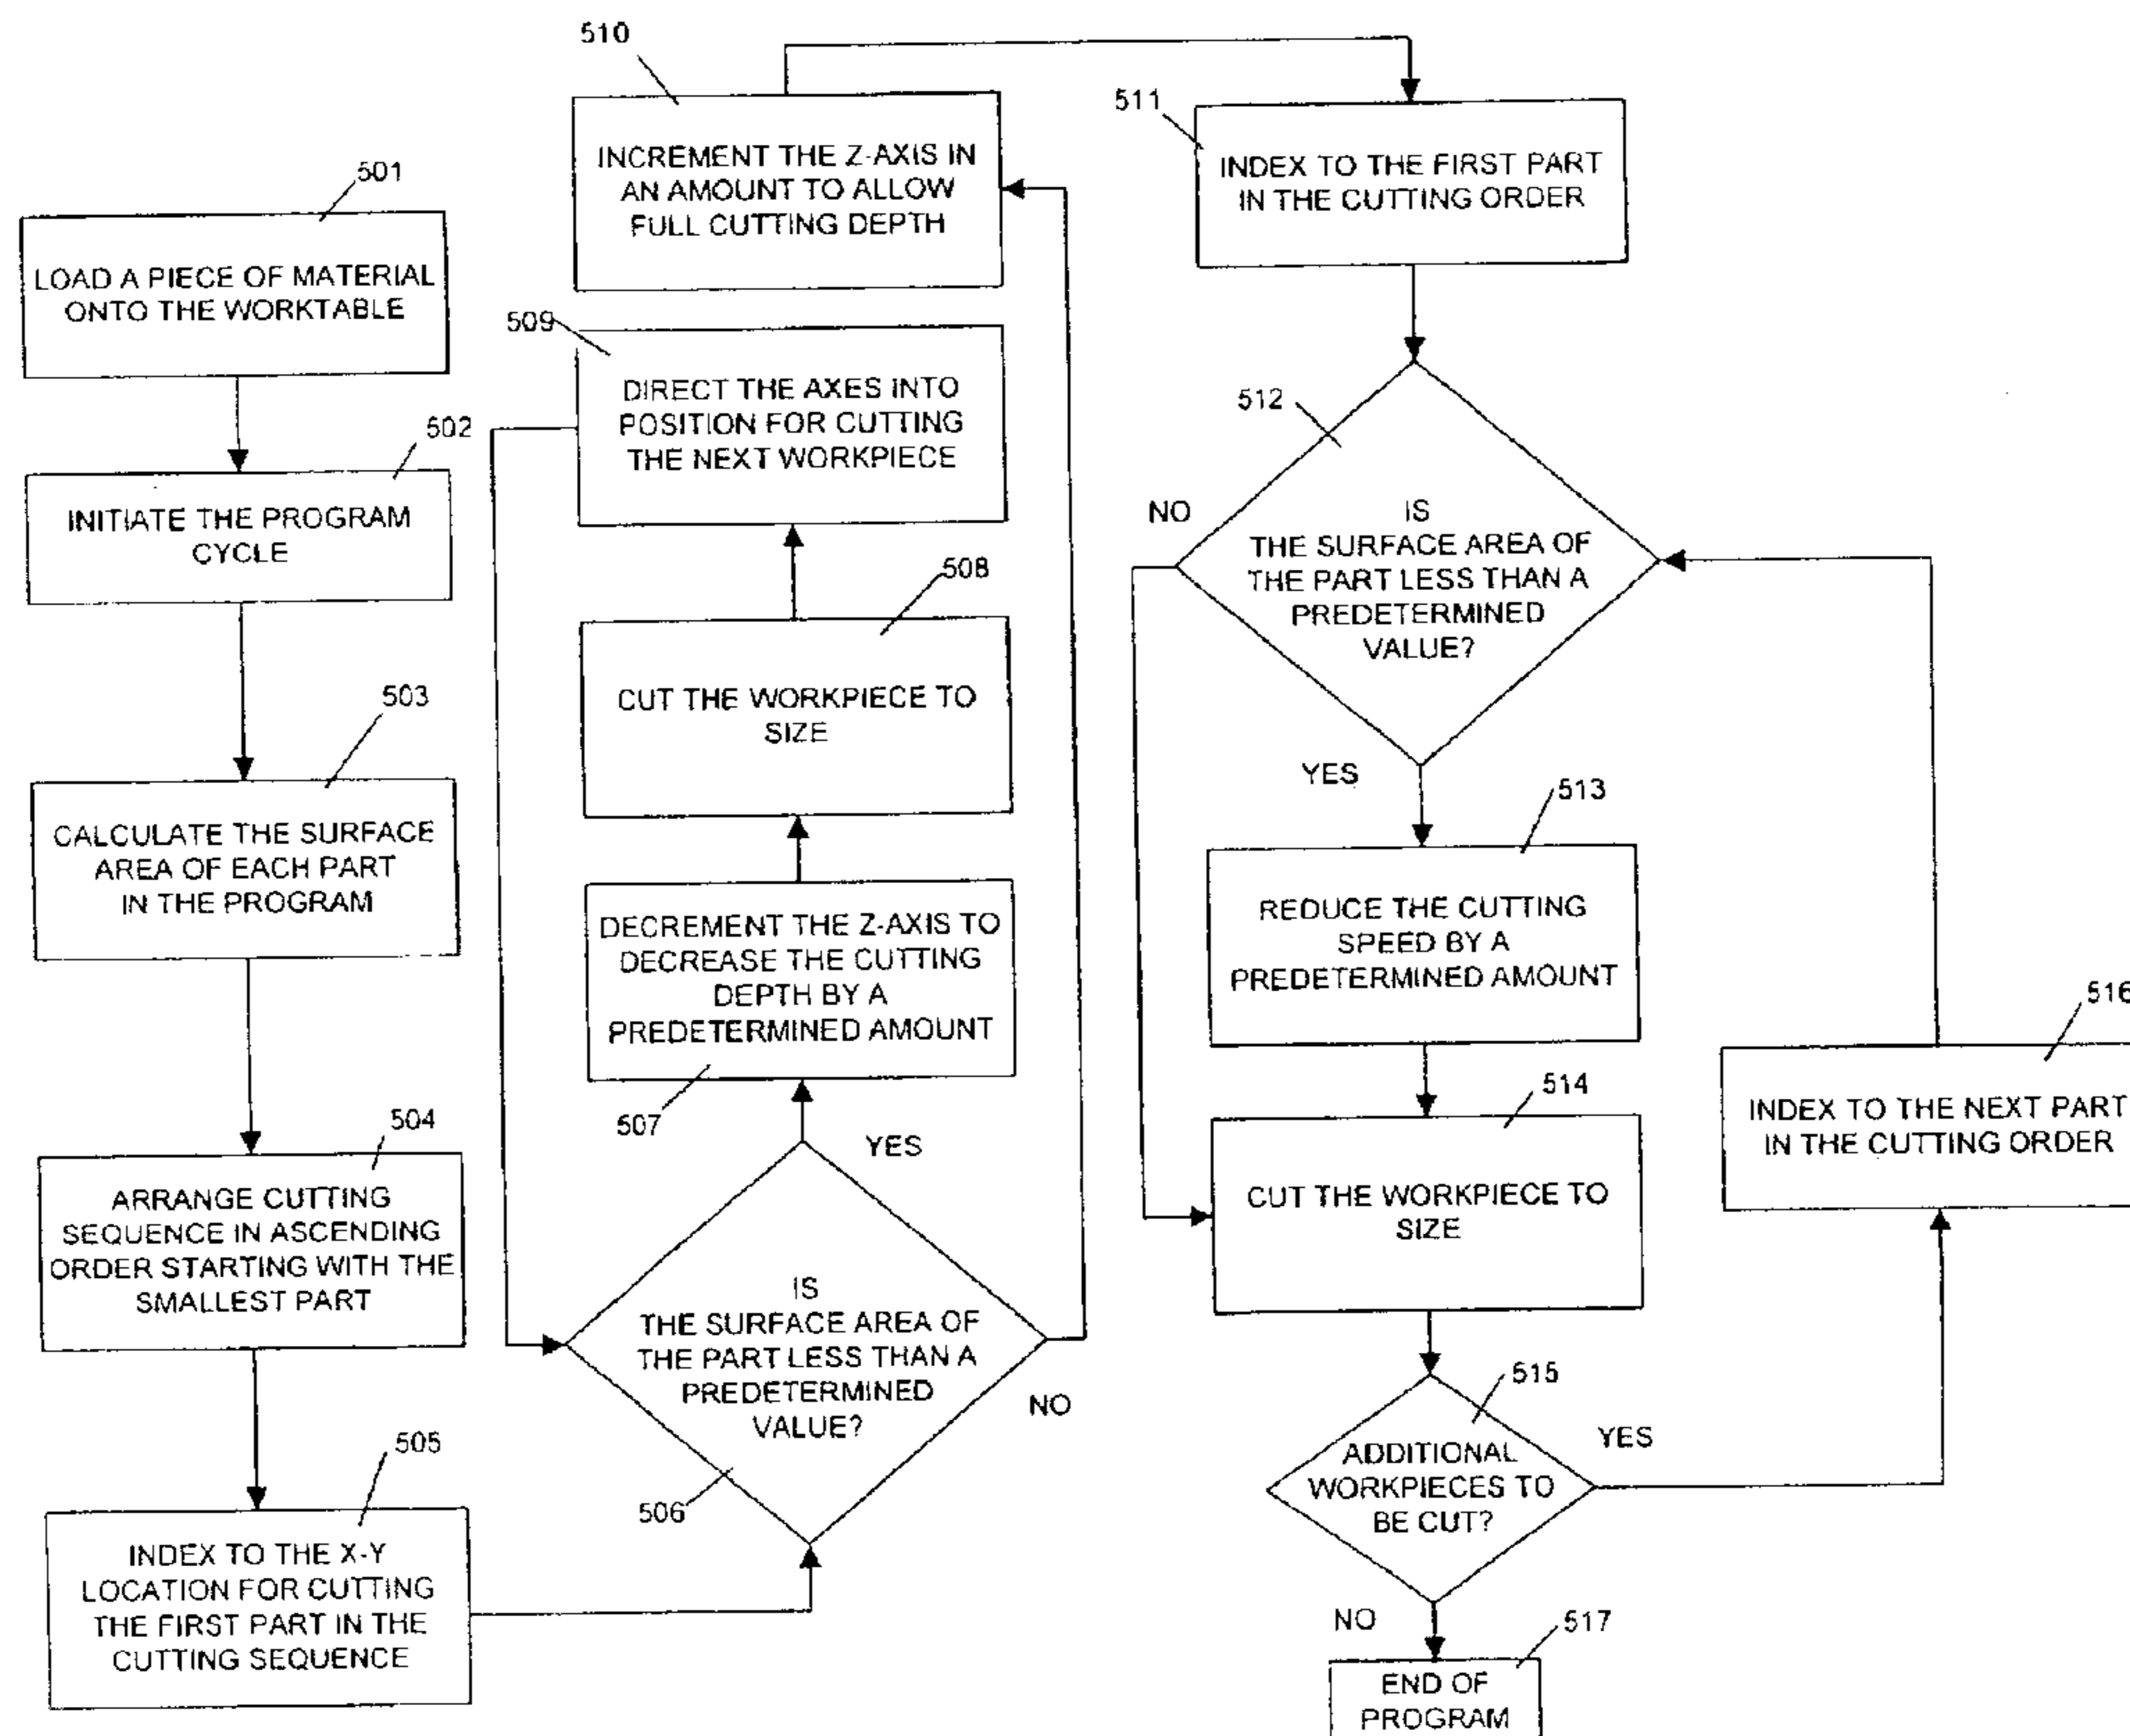 501
LOAD A PIECE OF MATERIAL
ONTO THE WORKTABLE
502
INITIATE THE PROGRAM
CYCLE
503
CALCULATE THE SURFACE
AREA OF EACH PART
IN THE PROGRAM
504
ARRANGE CUTTING
SEQUENCE IN ASCENDING
ORDER STARTING WITH THE
SMALLEST PART
505
INDEX TO THE X-Y
LOCATION FOR CUTTING
THE FIRST PART IN THE
CUTTING SEQUENCE
510
INCREMENT THE Z-AXIS IN
AN AMOUNT TO ALLOW
FULL CUTTING DEPTH
509
DIRECT THE AXES INTO
POSITION FOR CUTTING
THE NEXT WORKPIECE
508
CUT THE WORKPIECE TO
SIZE
DECREMENT THE Z-AXIS TO
DECREASE THE CUTTING
DEPTH BY A
PREDETERMINED AMOUNT
507
YES
IS
THE SURFACE AREA OF
THE PART LESS THAN A
PREDETERMINED
VALUE?
NO
506
511
INDEX TO THE FIRST PART
IN THE CUTTING ORDER
512
NO
IS
THE SURFACE AREA OF
THE PART LESS THAN A
PREDETERMINED
VALUE?
YES
513
REDUCE THE CUTTING
SPEED BY A
PREDETERMINED AMOUNT
514
CUT THE WORKPIECE TO
SIZE
515
ADDITIONAL
WORKPIECES TO
BE CUT?
YES
NO
517
END OF
PROGRAM
516
INDEX TO THE NEXT PART
IN THE CUTTING ORDER